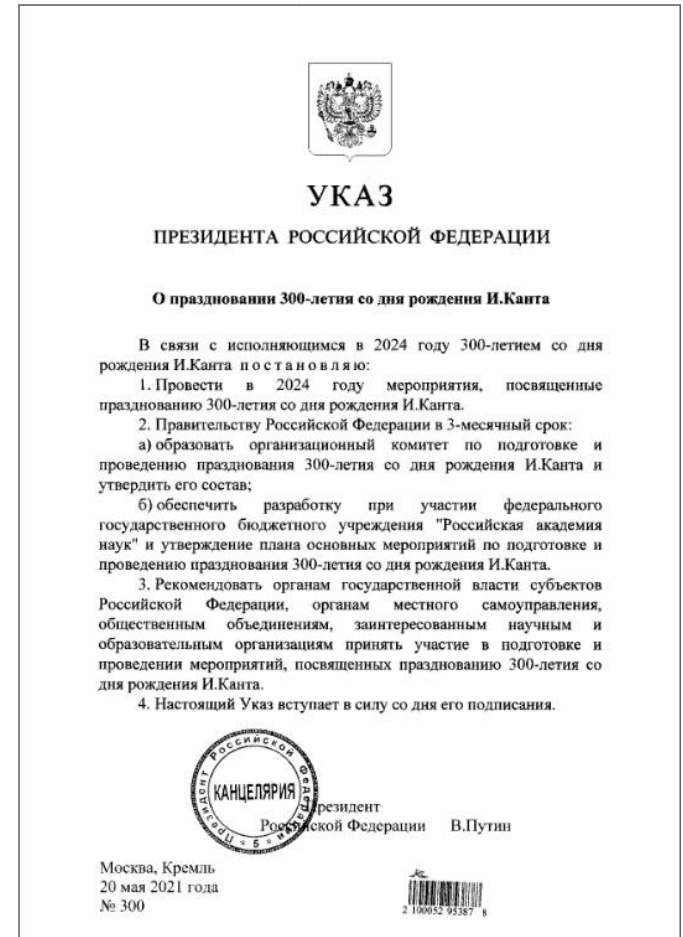 УКАЗ
ПРЕЗИДЕНТА РОССИЙСКОЙ ФЕДЕРАЦИИ
О праздновании 300-летия со дня рождения И.Канта
В связи с исполняющимся в 2024 году 300-летием со дня
рождения И.Канта п о с т а н о в л я ю:
1. Провести в 2024 году мероприятия, посвященные
празднованию 300-летия со дня рождения И.Канта.
2. Правительству Российской Федерации в 3-месячный срок:
а) образовать организационный комитет по подготовке и
проведению празднования 300-летия со дня рождения И.Канта и
утвердить его состав;
б) обеспечить разработку при участии федерального
государственного бюджетного учреждения "Российская академия
наук" и утверждение плана основных мероприятий по подготовке и
проведению празднования 300-летия со дня рождения И.Канта.
3. Рекомендовать органам государственной власти субъектов
Российской Федерации, органам местного самоуправления,
общественным объединениям, заинтересованным научным и
образовательным организациям принять участие в подготовке и
проведении мероприятий, посвященных празднованию 300-летия со
дня рождения И.Канта.
4. Настоящий Указ вступает в силу со дня его подписания.
Президент Российской Федерации
* 5 *
КАНЦЕЛЯРИЯ
Президент
Российской Федерации В.Путин
Москва, Кремль
20 мая 2021 года
№ 300
2 100052 95387 8